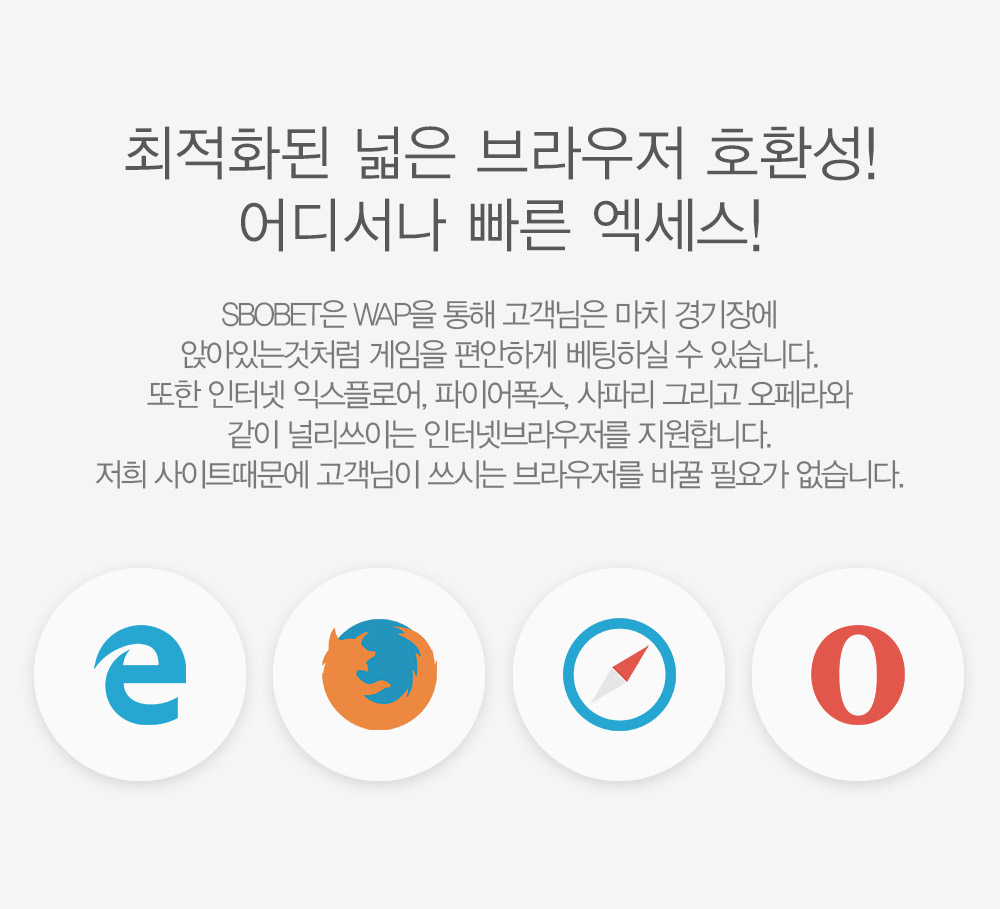 최적화된 넓은 브라우저 호환성!
어디서나 빠른 엑세스!
SBOBET은 WAP을 통해 고객님은 마치 경기장에
앉아있는것처럼 게임을 편안하게 베팅하실 수 있습니다.
또한 인터넷 익스플로어, 파이어폭스, 사파리 그리고 오페라와
같이 널리쓰이는 인터넷브라우저를 지원합니다.
저희 사이트때문에 고객님이 쓰시는 브라우저를 바꿀 필요가 없습니다.